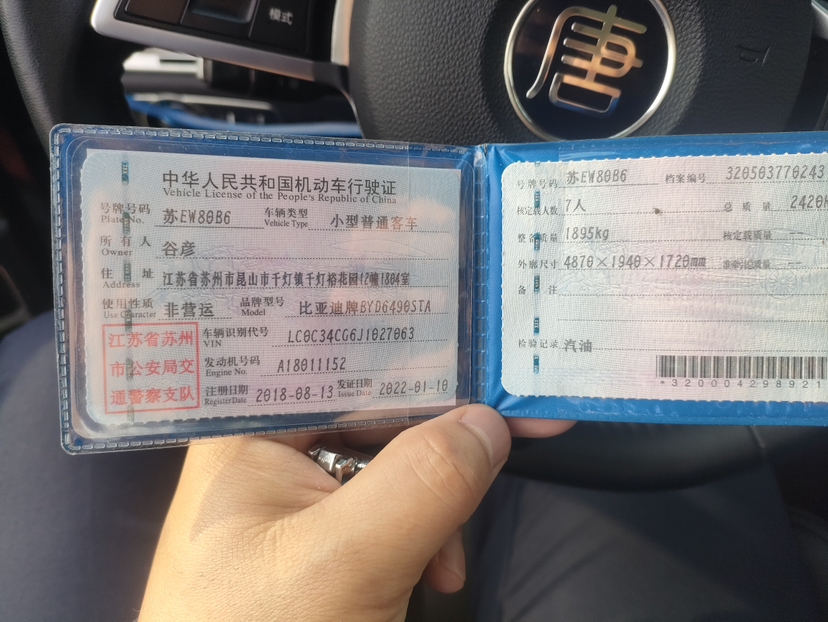 模式
唐
中华人民共和国机动车行驶证
Vehicle License of the People's Republic of China
号牌号码 苏EW80B6 车辆类型 小型普通客车
Plate No. Vehicle Type
所有人 谷彦
Owner
住址 江苏省苏州市昆山市千灯镇千灯裕花园12幢1804室
Address
使用性质 非营运 品牌型号 比亚迪牌BYD6490STA
Use Character Model
江苏省苏州
市公安局交
通警察支队
车辆识别代号 LC0C34CG6J1027063
VIN
发动机号码 A18011152
Engine No.
注册日期 2018-08-13 发证日期 2022-01-10
Register Date Issue Date
号牌号码 苏EW80B6 档案编号 320503770243
核定载人数 7人 总质量 2420
整备质量 1895kg 核定载质量 --
外廓尺寸 4870×1940×1720mm 准牵引总质量 --
备注
检验记录 汽油
*320004298921